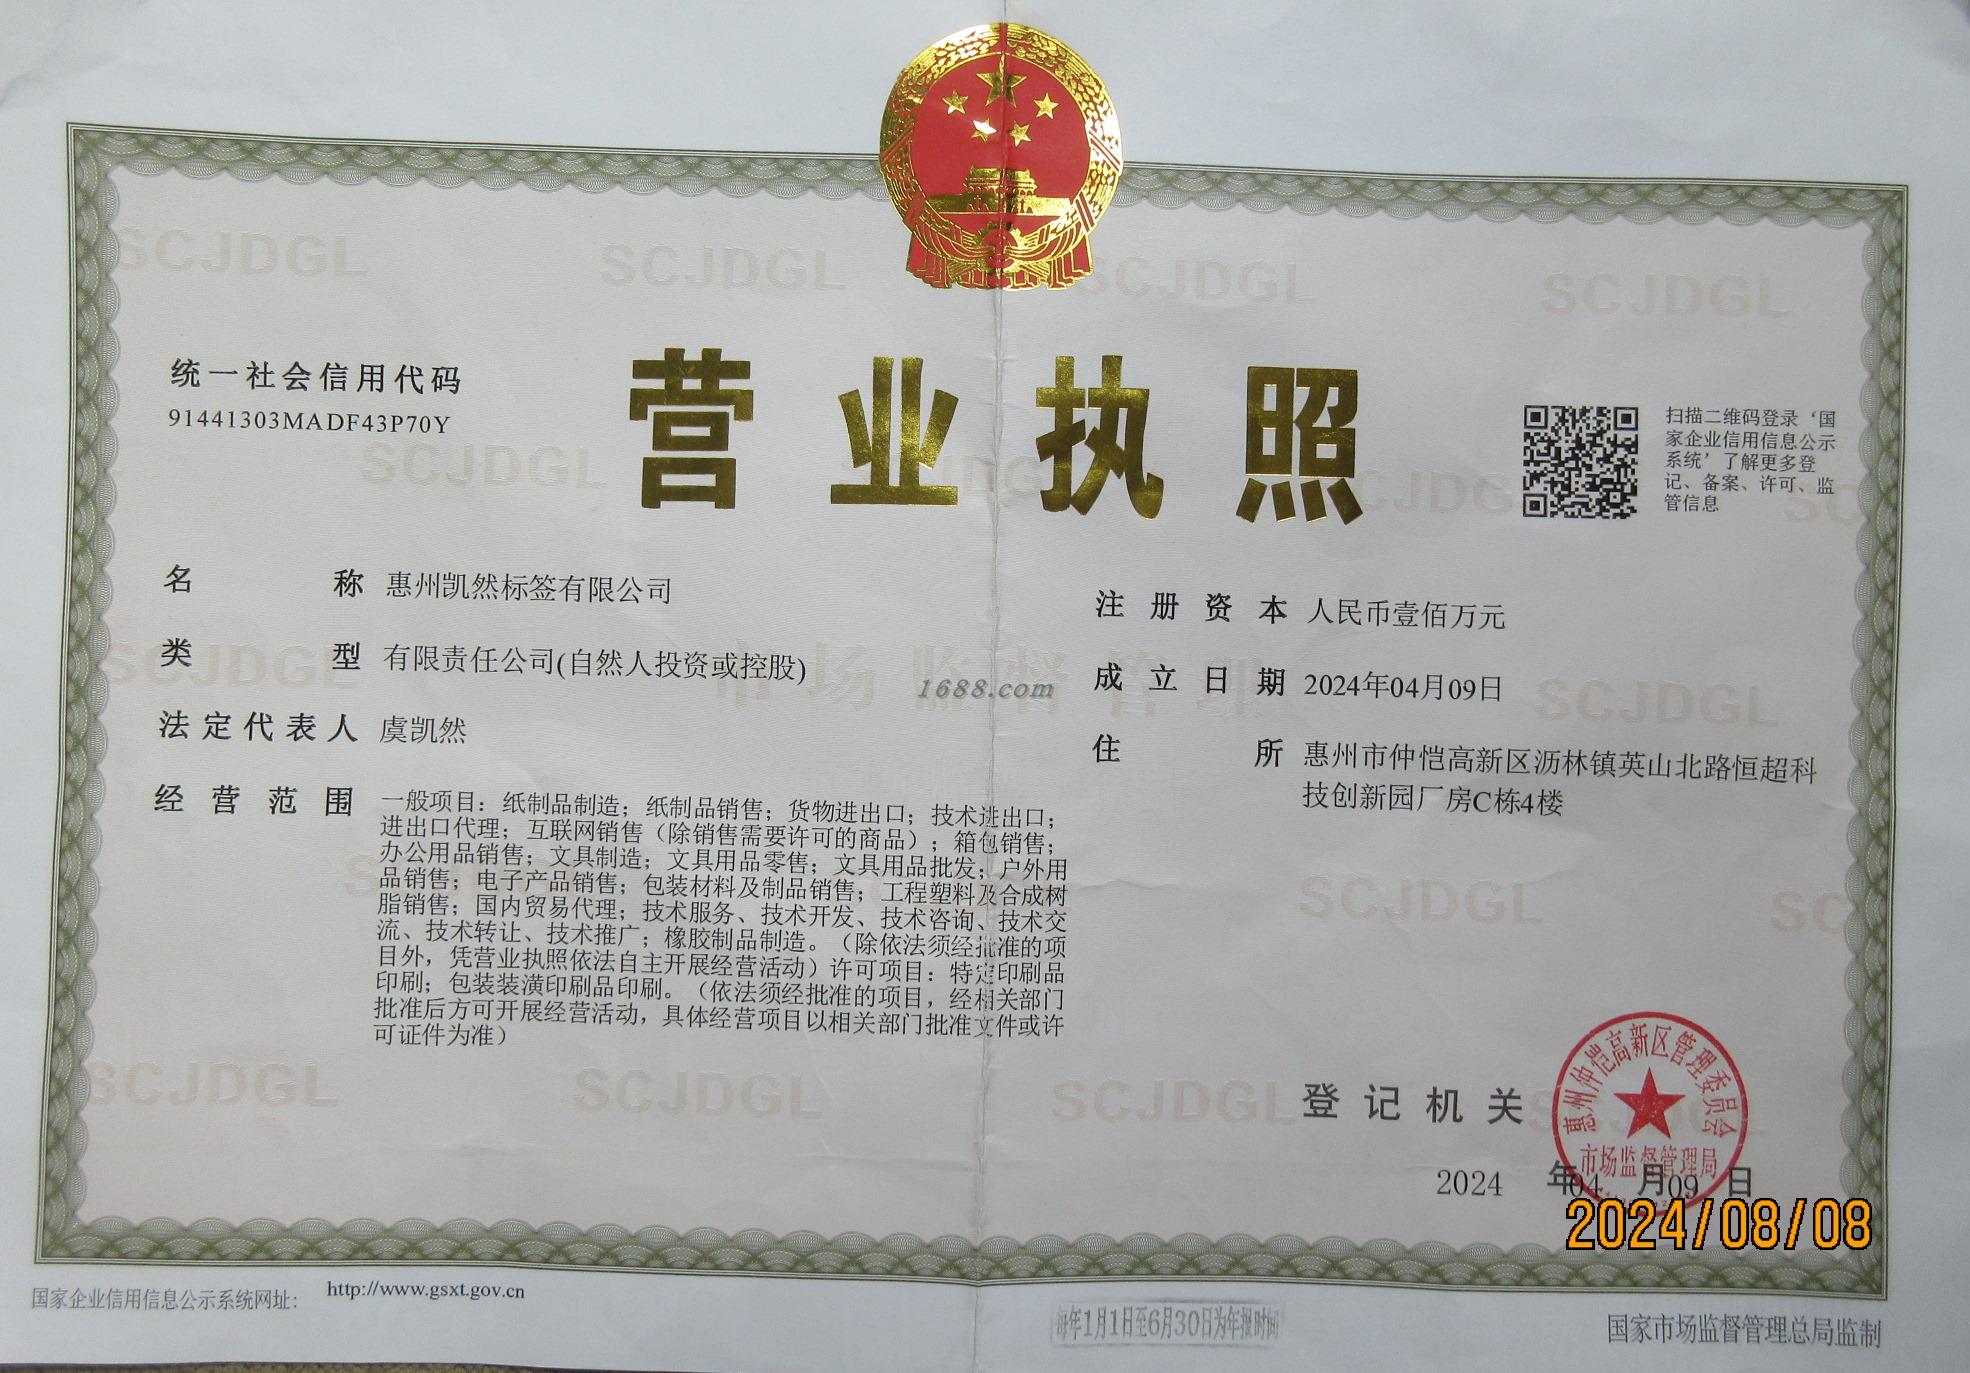 统一社会信用代码
91441303MADF43P70Y
营业执照
扫描二维码登录‘国
家企业信用信息公示
系统’了解更多登
记、备案、许可、监
管信息
名称 惠州凯然标签有限公司
类型 有限责任公司(自然人投资或控股)
法定代表人 虞凯然
经营范围 一般项目：纸制品制造；纸制品销售；货物进出口；技术进出口；
进出口代理；互联网销售（除销售需要许可的商品）；箱包销售；
办公用品销售；文具制造；文具用品零售；文具用品批发；户外用
品销售；电子产品销售；包装材料及制品销售；工程塑料及合成树
脂销售；国内贸易代理；技术服务、技术开发、技术咨询、技术交
流、技术转让、技术推广；橡胶制品制造。（除依法须经批准的项
目外，凭营业执照依法自主开展经营活动）许可项目：特定印刷品
印刷；包装装潢印刷品印刷。（依法须经批准的项目，经相关部门
批准后方可开展经营活动，具体经营项目以相关部门批准文件或许
可证件为准）
注册资本 人民币壹佰万元
成立日期 2024年04月09日
住所 惠州市仲恺高新区沥林镇英山北路恒超科
技创新园厂房C栋4楼
市场监督管理
1688.com
SCJDGL
SCJDGL
SCJDGL
SCJDGL
SCJDGL
SCJDGL
SCJDGL
SCJDGL
SCJDGL
SCJDGL
SCJDGL
登记机关
惠州仲恺高新区管理委员会
市场监督管理局
2024年04月09日
2024/08/08
国家企业信用信息公示系统网址： http://www.gsxt.gov.cn
每年1月1日至6月30日为年报时间
国家市场监督管理总局监制